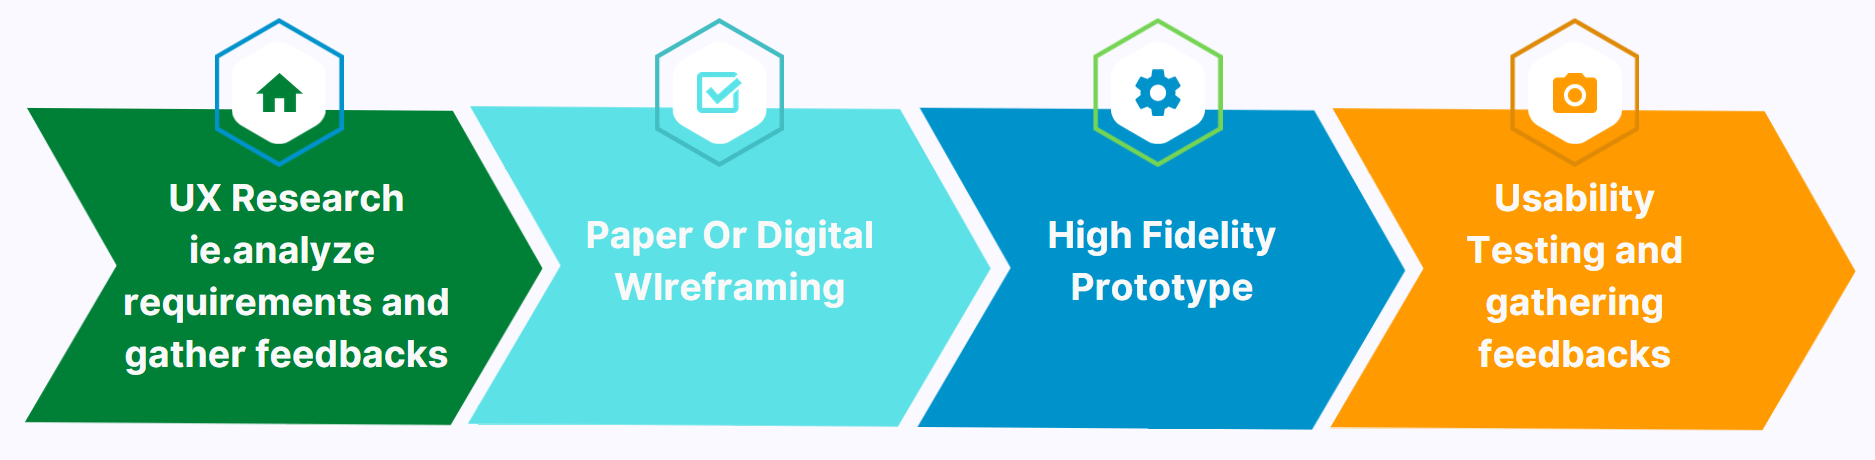 UX Research
ie.analyze
requirements and
gather feedbacks
Paper Or Digital
WIreframing
High Fidelity
Prototype
Usability
Testing and
gathering
feedbacks